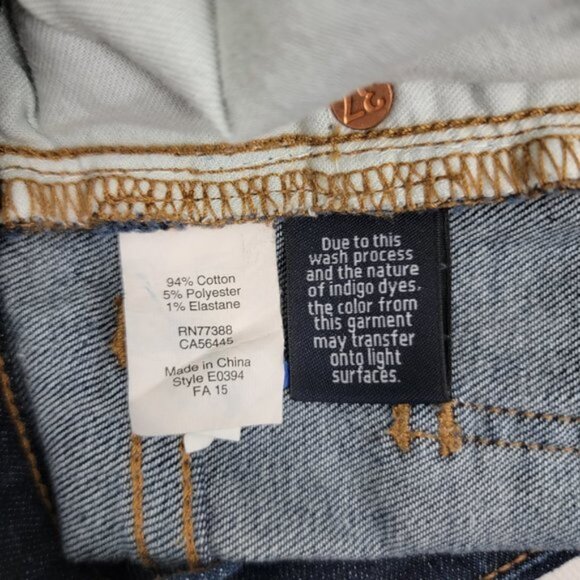 37
94% Cotton
5% Polyester
1% Elastane
RN77388
CA56445
Made in China
Style E0394
FA 15
Due to this
wash process
and the nature
of indigo dyes.
the color from
this garment
may transfer
onto light
surfaces.